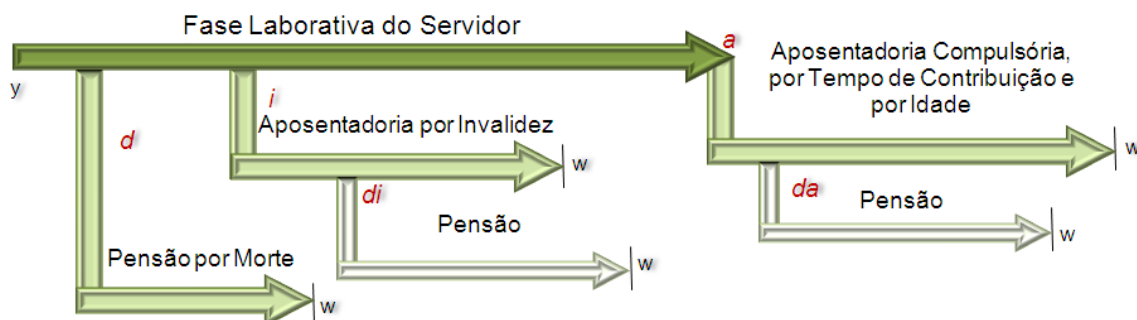 Fase Laborativa do Servidor
a
Aposentadoria Compulsória,
por Tempo de Contribuição e
por Idade
y
i
d
Aposentadoria por Invalidez
w
w
di
da
Pensão
Pensão
w
w
Pensão por Morte
w